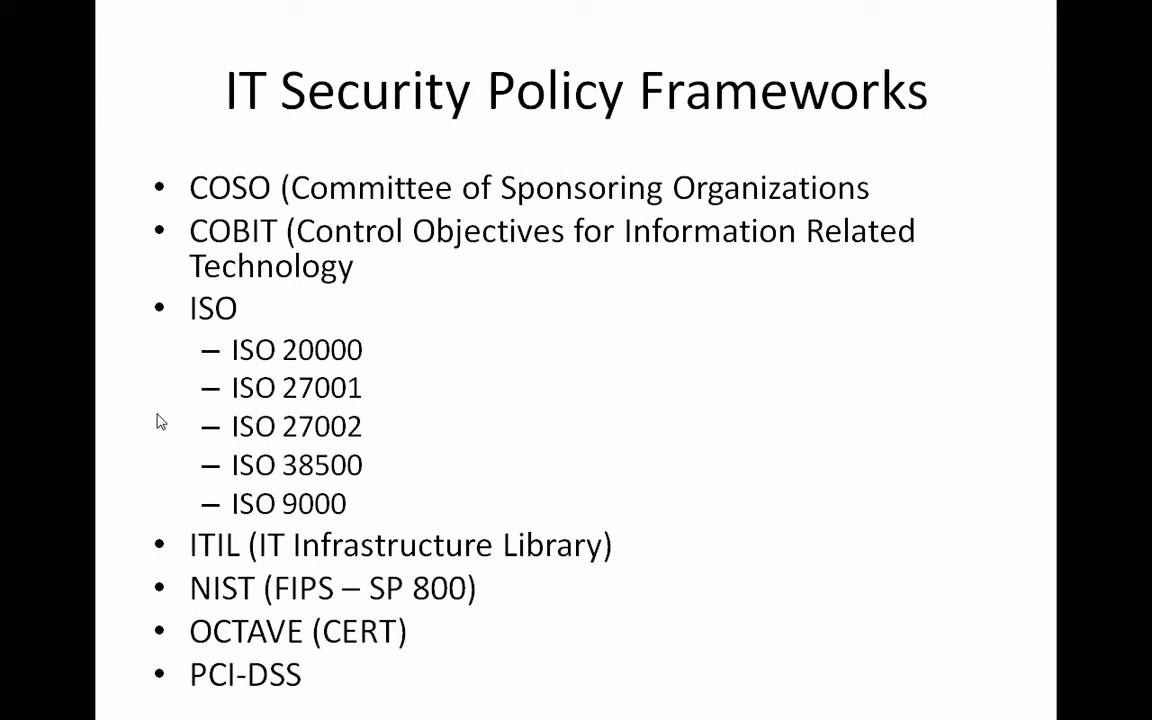 IT Security Policy Frameworks
• COSO (Committee of Sponsoring Organizations
• COBIT (Control Objectives for Information Related
Technology
• ISO
– ISO 20000
– ISO 27001
– ISO 27002
– ISO 38500
– ISO 9000
• ITIL (IT Infrastructure Library)
• NIST (FIPS – SP 800)
• OCTAVE (CERT)
• PCI-DSS